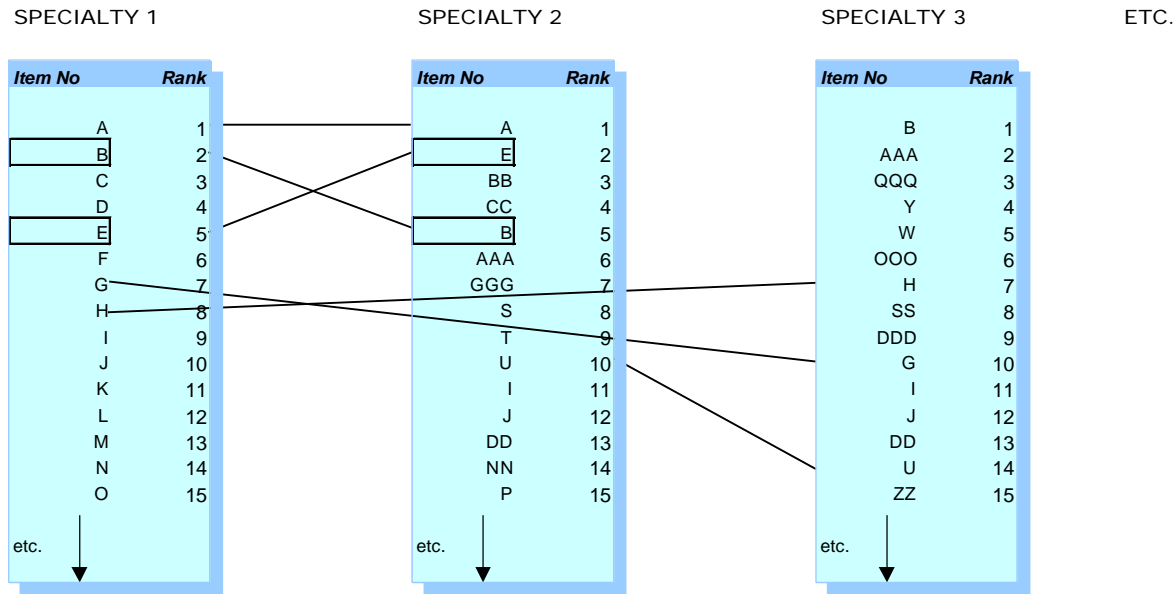 SPECIALTY 1 SPECIALTY 2 SPECIALTY 3 ETC.
Item No Rank Item No Rank Item No Rank
A 1 A 1 B 1
B 2 E 2 AAA 2
C 3 BB 3 QQQ 3
D 4 CC 4 Y 4
E 5 B 5 W 5
F 6 AAA 6 OOO 6
G 7 GGG 7 H 7
H 8 S 8 SS 8
I 9 T 9 DDD 9
J 10 U 10 G 10
K 11 I 11 I 11
L 12 J 12 J 12
M 13 DD 13 DD 13
N 14 NN 14 U 14
O 15 P 15 ZZ 15
etc. etc. etc.